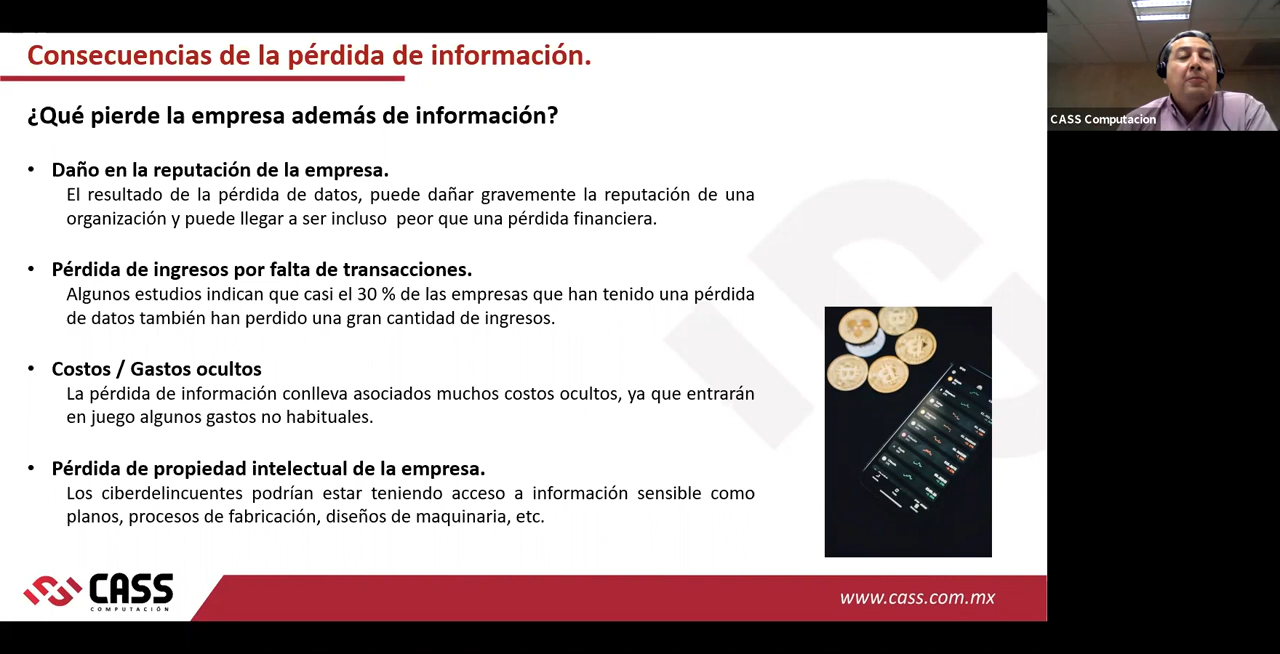 Consecuencias de la pérdida de información.
¿Qué pierde la empresa además de información?
• Daño en la reputación de la empresa.
El resultado de la pérdida de datos, puede dañar gravemente la reputación de una
organización y puede llegar a ser incluso peor que una pérdida financiera.
• Pérdida de ingresos por falta de transacciones.
Algunos estudios indican que casi el 30 % de las empresas que han tenido una pérdida
de datos también han perdido una gran cantidad de ingresos.
• Costos / Gastos ocultos
La pérdida de información conlleva asociados muchos costos ocultos, ya que entrarán
en juego algunos gastos no habituales.
• Pérdida de propiedad intelectual de la empresa.
Los ciberdelincuentes podrían estar teniendo acceso a información sensible como
planos, procesos de fabricación, diseños de maquinaria, etc.
CASS
COMPUTACIÓN
www.cass.com.mx
CASS Computacion